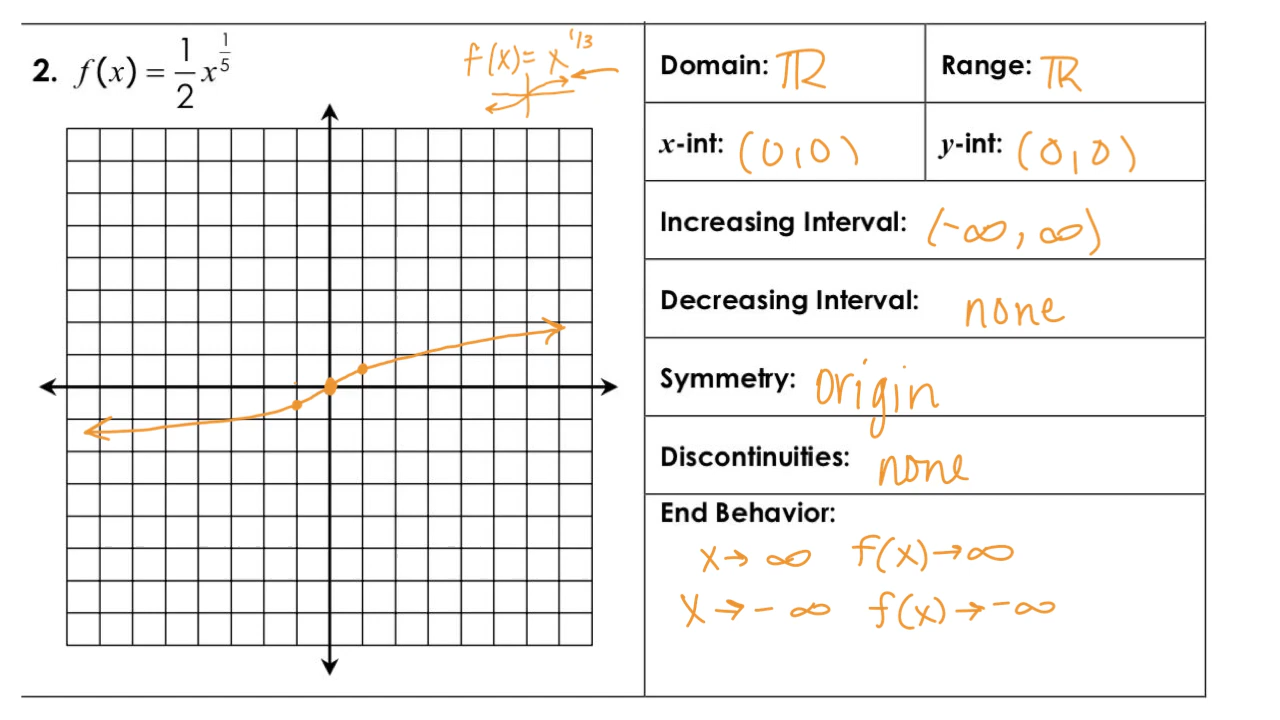 2. f(x) = 1/2 x^(1/5)
f(x) = x^(1/3)
Domain: ℝ
Range: ℝ
x-int: (0,0)
y-int: (0,0)
Increasing Interval: (-∞, ∞)
Decreasing Interval: none
Symmetry: origin
Discontinuities: none
End Behavior:
x→ ∞ f(x)→∞
x→ - ∞ f(x)→ -∞